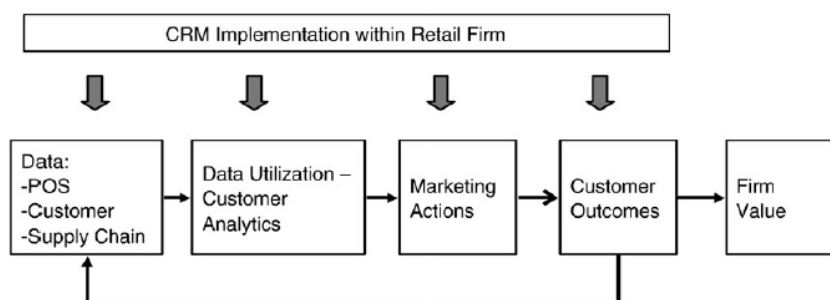 CRM Implementation within Retail Firm
Data:
-POS
-Customer
-Supply Chain
Data Utilization –
Customer
Analytics
Marketing
Actions
Customer
Outcomes
Firm
Value